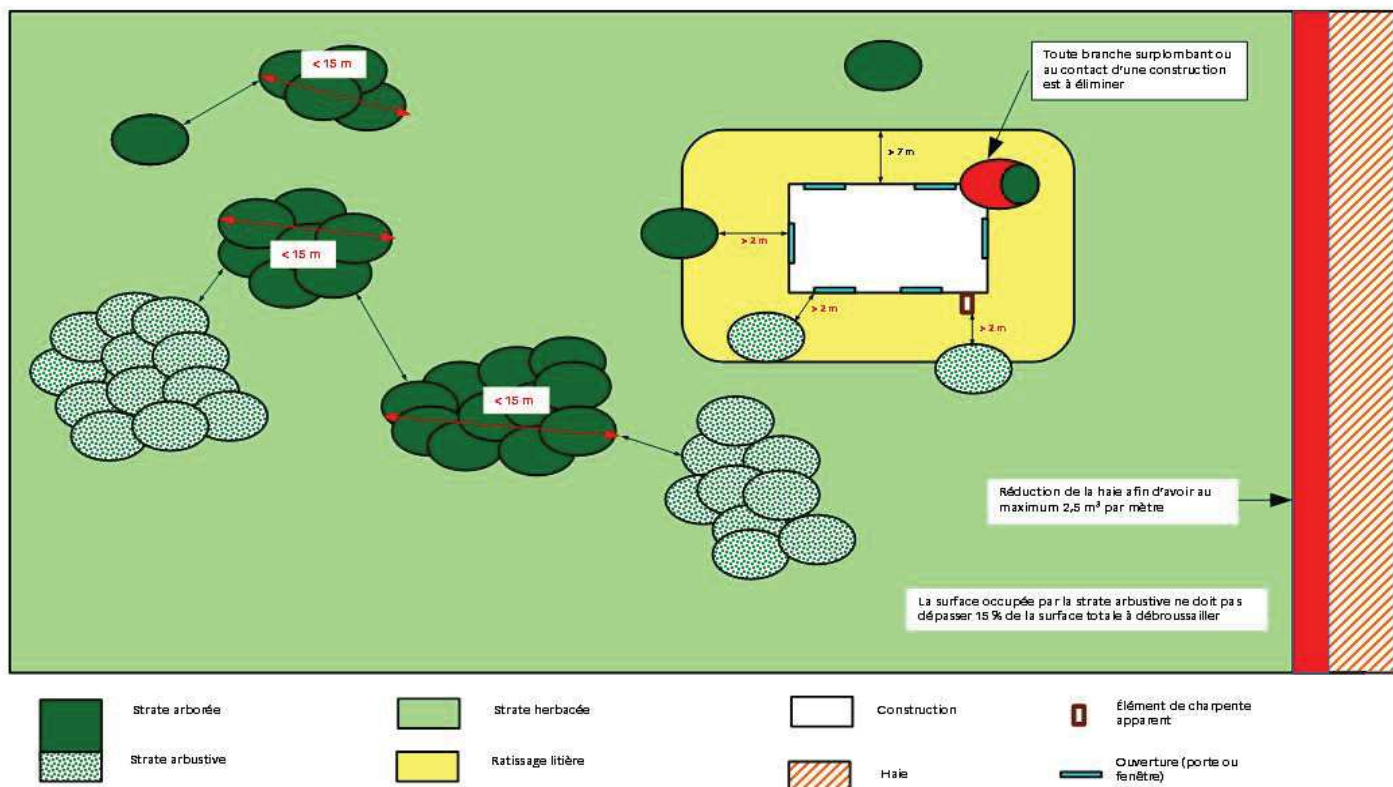 < 15 m
Toute branche surplombant ou
au contact d'une construction
est à éliminer
> 7 m
< 15 m
> 2 m
> 2 m
> 2 m
< 15 m
Réduction de la haie afin d'avoir au
maximum 2,5 m³ par mètre
La surface occupée par la strate arbustive ne doit pas
dépasser 15 % de la surface totale à débroussailler
Strate arborée
Strate arbustive
Strate herbacée
Ratissage litière
Construction
Haie
Élément de charpente
apparent
Ouverture (porte ou
fenêtre)